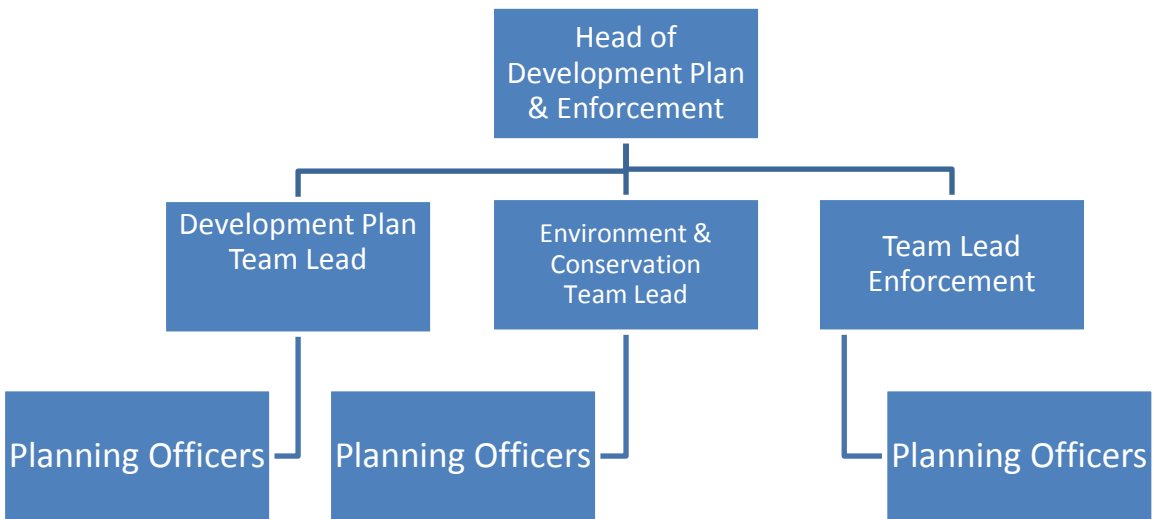 Head of
Development Plan
& Enforcement
Development Plan
Team Lead
Environment &
Conservation
Team Lead
Team Lead
Enforcement
Planning Officers
Planning Officers
Planning Officers